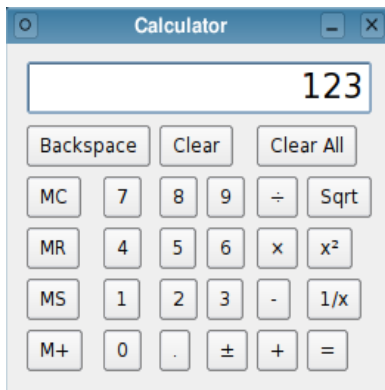 Calculator
123
Backspace Clear Clear All
MC 7 8 9 ÷ Sqrt
MR 4 5 6 × x²
MS 1 2 3 - 1/x
M+ 0 . ± + =